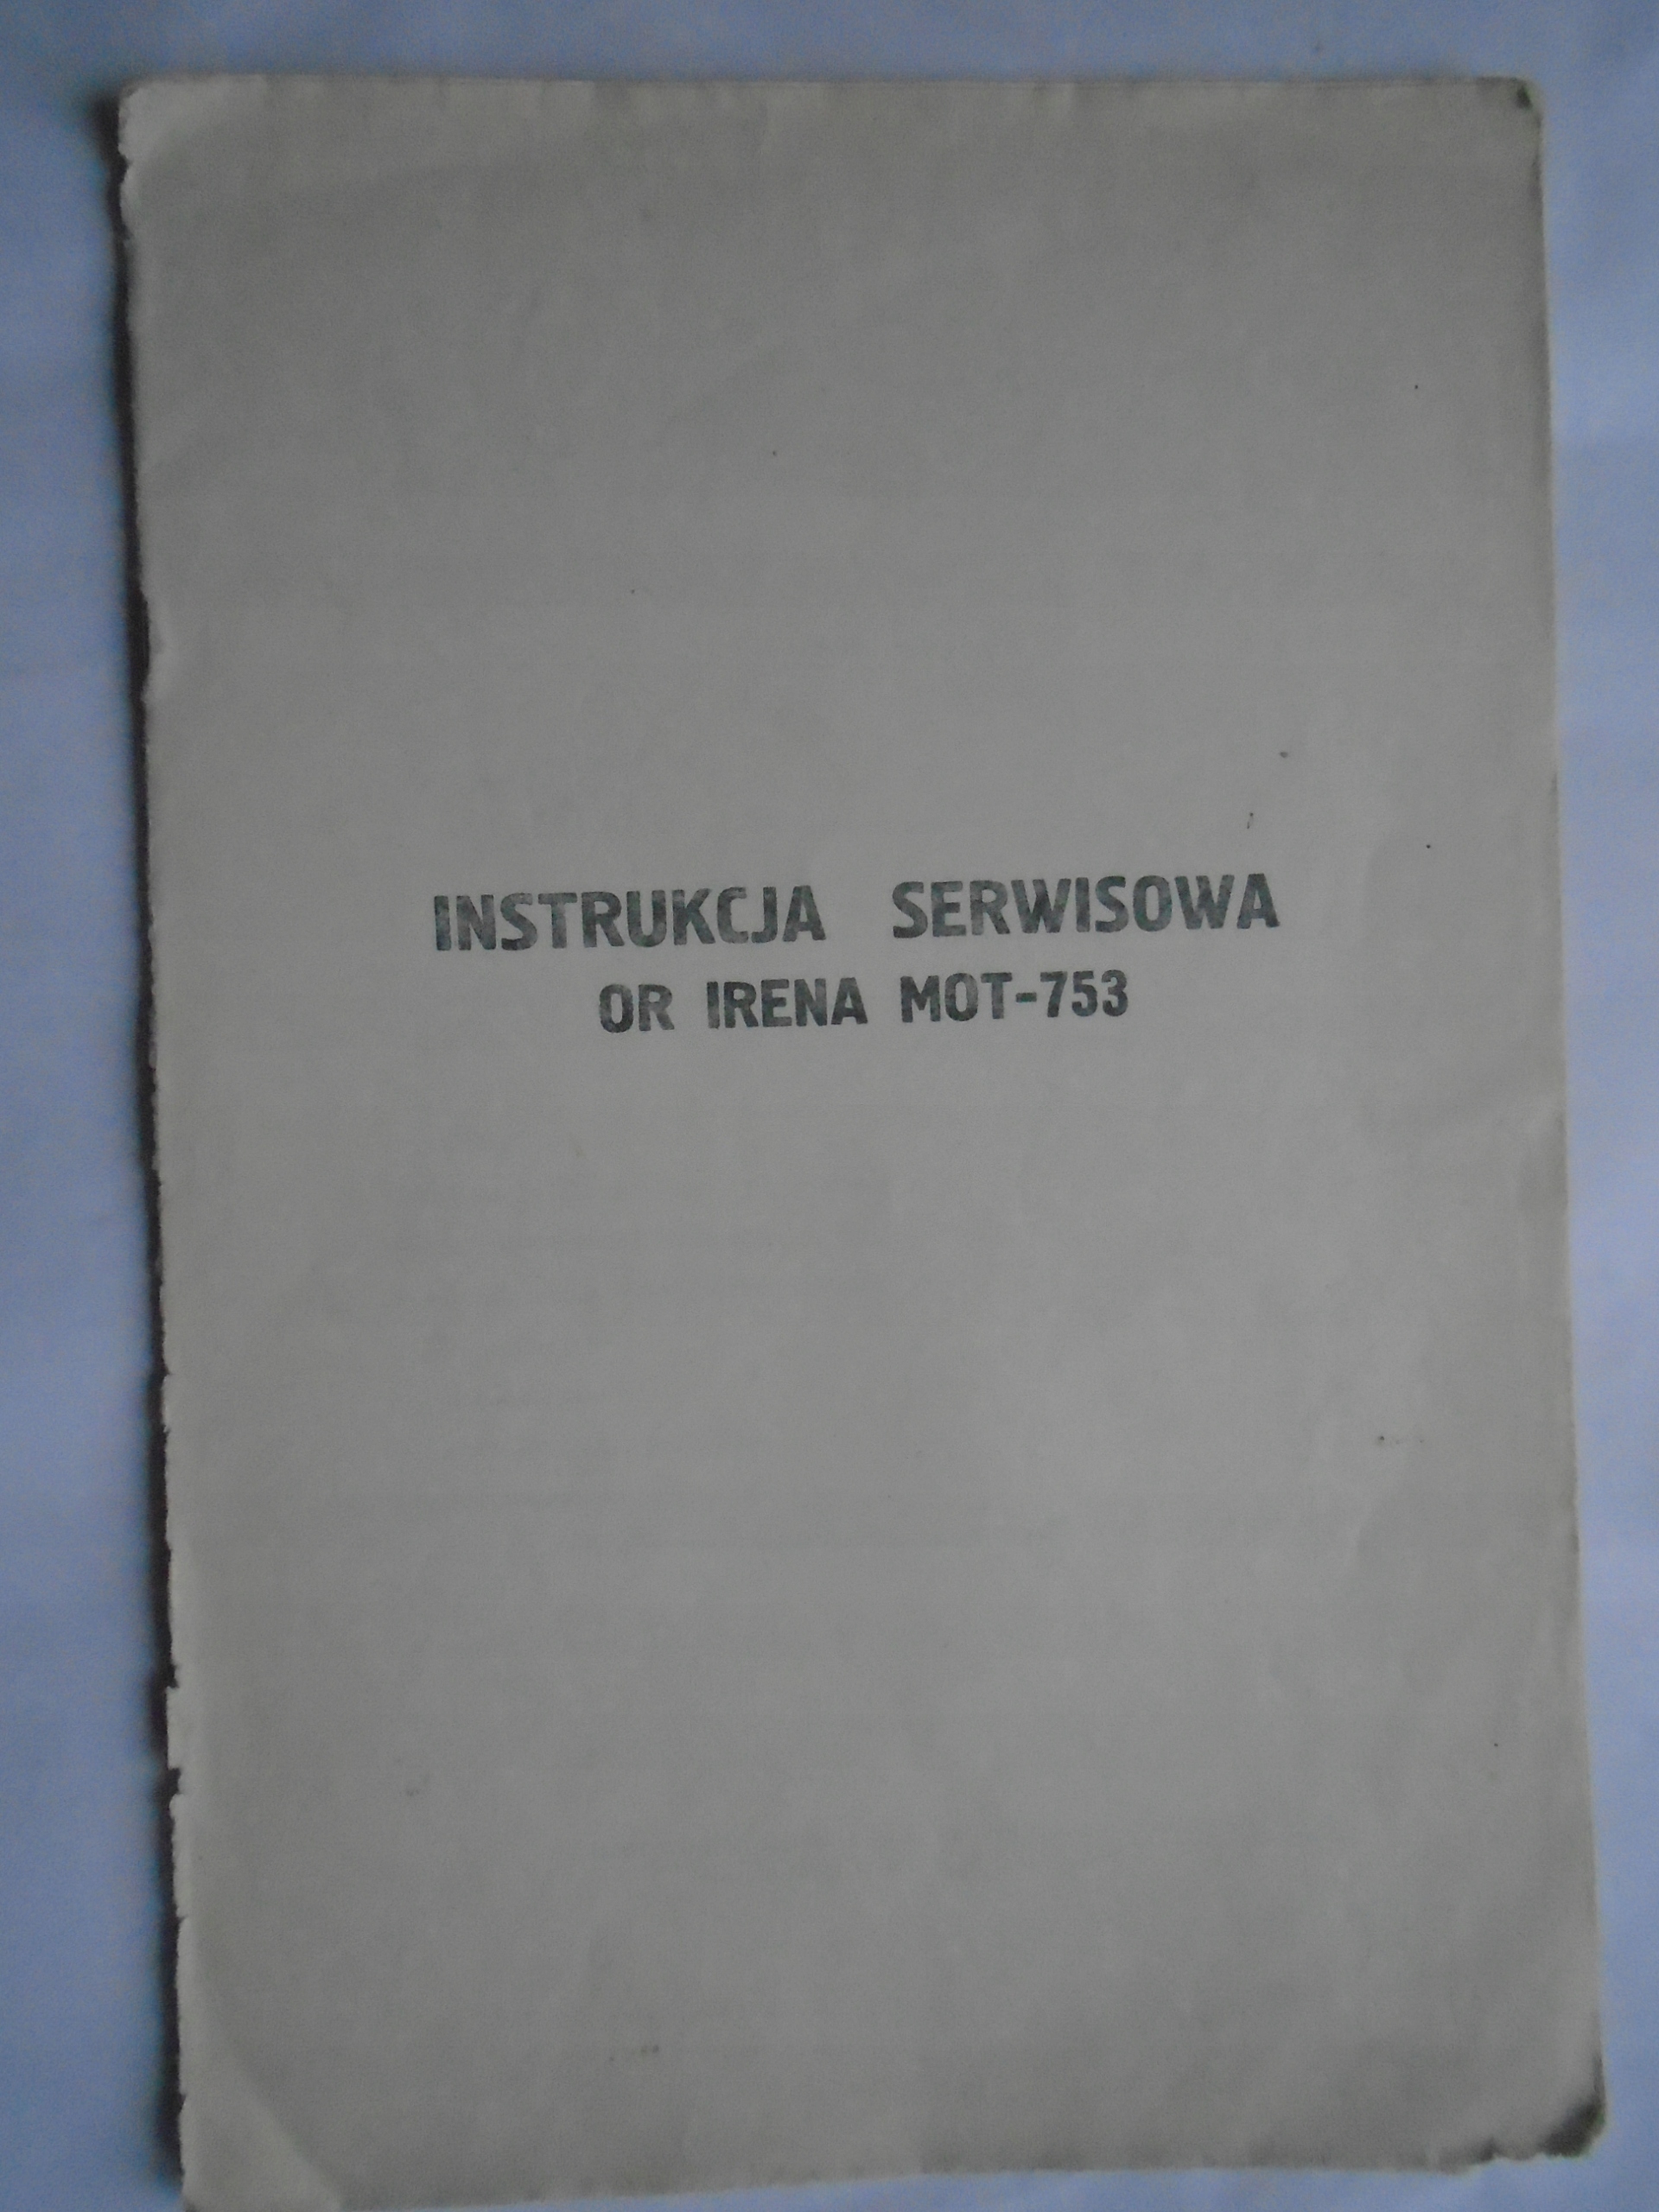 INSTRUKCJA SERWISOWA
OR IRENA MOT-753